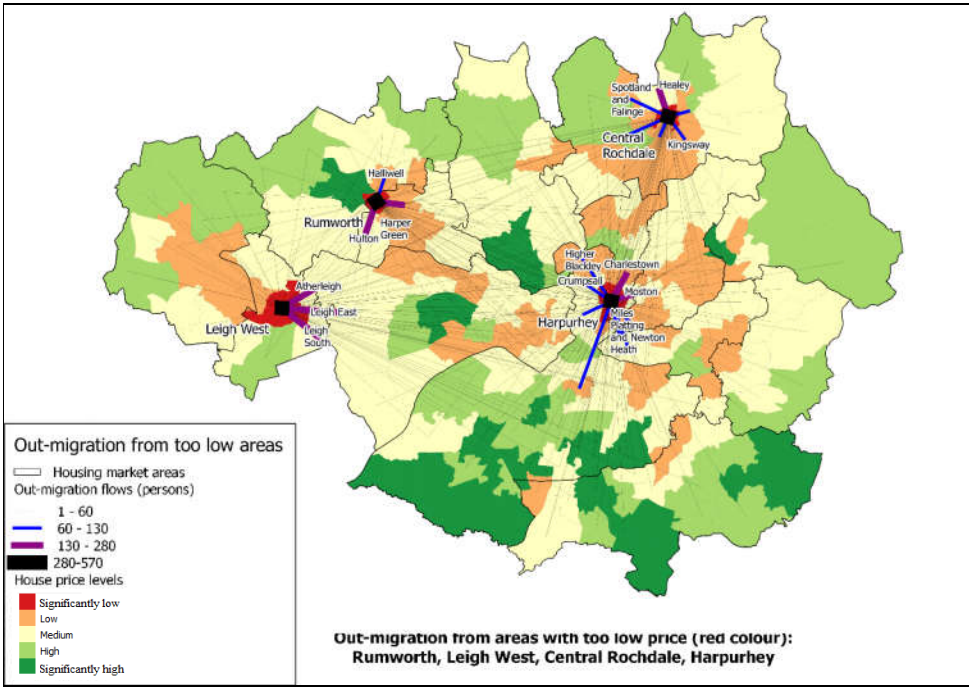 Spotland
and
Falinge
Healey
Central
Rochdale
Kingsway
Halliwell
Rumworth
Harper
Green
Hulton
Higher
Blackley
Crumpsall
Charlestown
Moston
Harpurhey
Miles
Platting
and Newton
Heath
Atherleigh
Leigh East
Leigh West
Leigh
South
Out-migration from too low areas
Housing market areas
Out-migration flows (persons)
1 - 60
60 - 130
130 - 280
280-570
House price levels
Significantly low
Low
Medium
High
Significantly high
Out-migration from areas with too low price (red colour):
Rumworth, Leigh West, Central Rochdale, Harpurhey